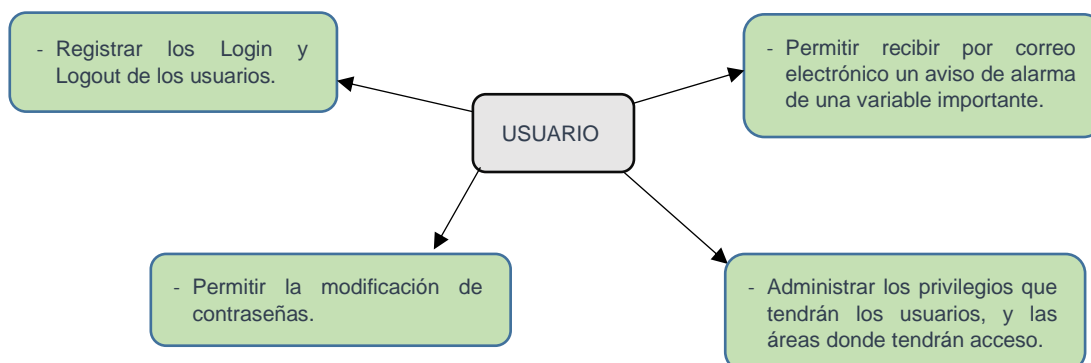 - Registrar los Login y
Logout de los usuarios.
- Permitir recibir por correo
electrónico un aviso de alarma
de una variable importante.
USUARIO
- Permitir la modificación de
contraseñas.
- Administrar los privilegios que
tendrán los usuarios, y las
áreas donde tendrán acceso.